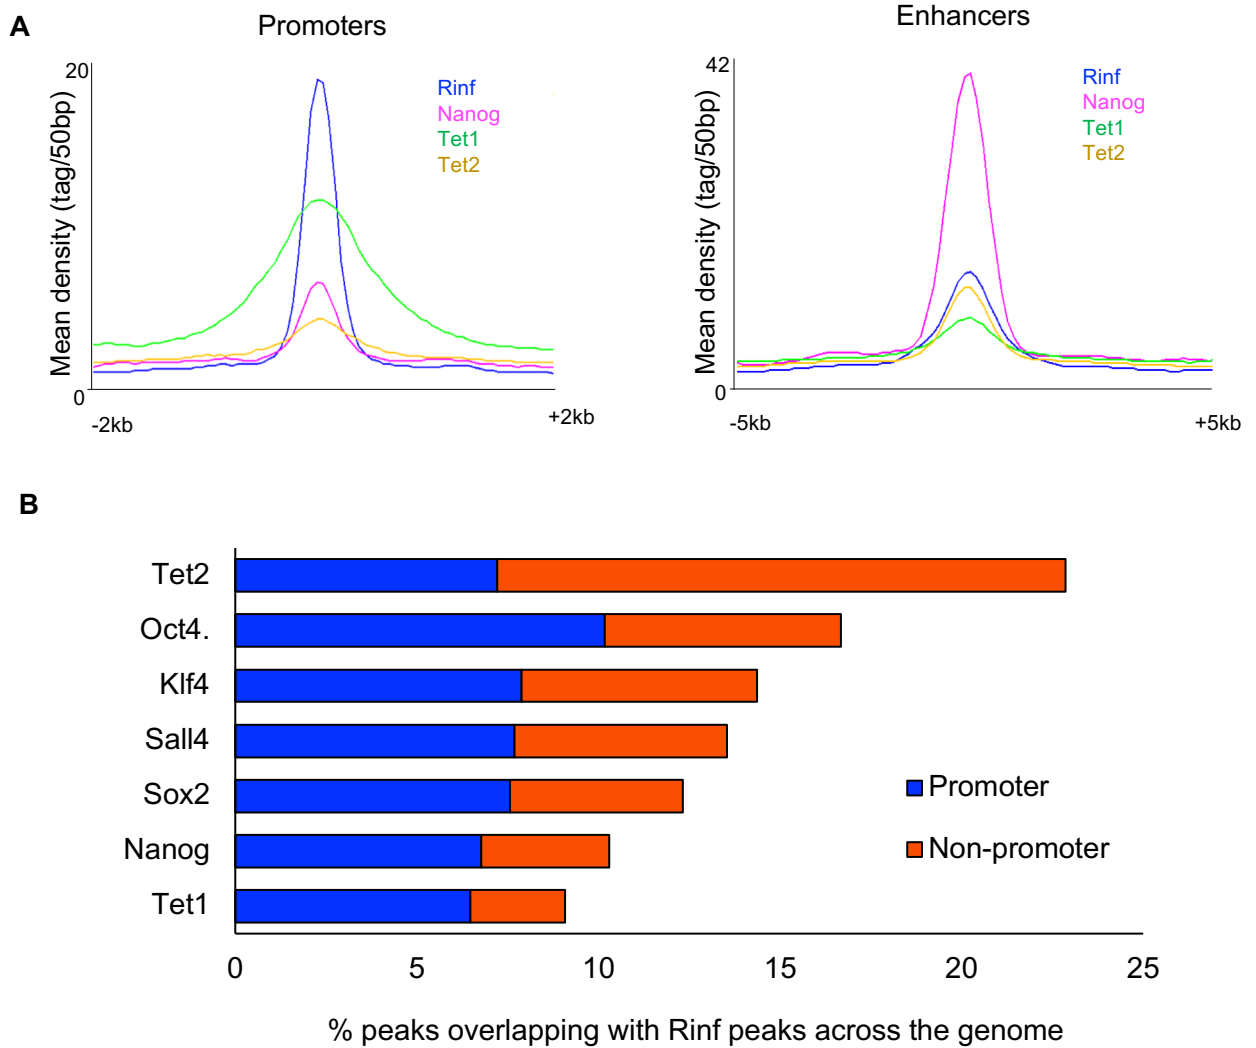 A
Promoters
20
Mean density (tag/50bp)
0
-2kb
+2kb
Rinf
Nanog
Tet1
Tet2
Enhancers
42
Mean density (tag/50bp)
0
-5kb
+5kb
Rinf
Nanog
Tet1
Tet2
B
Tet2
Oct4.
Klf4
Sall4
Sox2
Nanog
Tet1
Promoter
Non-promoter
0 5 10 15 20 25
% peaks overlapping with Rinf peaks across the genome